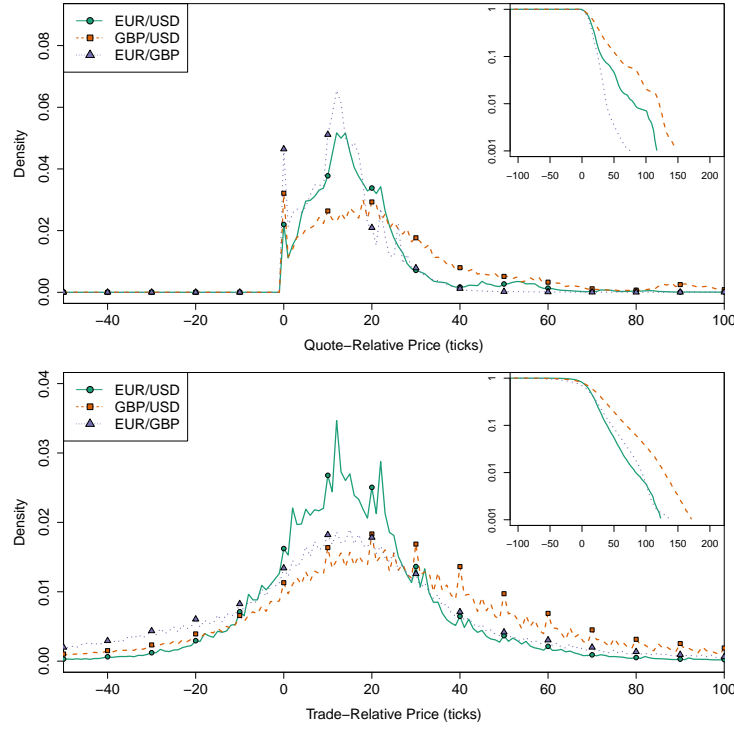 EUR/USD
GBP/USD
EUR/GBP
0.00 0.02 0.04 0.06 0.08
Density
−40 −20 0 20 40 60 80 100
Quote−Relative Price (ticks)
1 0.1 0.01 0.001
−100 −50 0 50 100 150 200
EUR/USD
GBP/USD
EUR/GBP
0.00 0.01 0.02 0.03 0.04
Density
−40 −20 0 20 40 60 80 100
Trade−Relative Price (ticks)
1 0.1 0.01 0.001
−100 −50 0 50 100 150 200